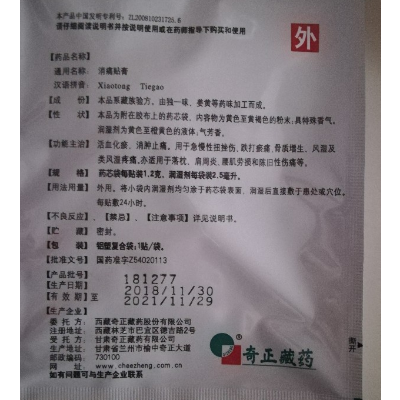 本产品中国发明专利号:ZL200810231726.6
请仔细阅读说明书并按说明使用或在药师指导下购买和使用
外
【药品名称】
通用名称: 消痛贴膏
汉语拼音: Xiaotong Tiegao
【成 份】 本品系藏族验方,由独一味、姜黄等药味加工而成。
【性 状】 本品为附在胶布上的药芯袋,内容物为黄色至黄褐色的粉末;具特殊香气。
润湿剂为黄色至橙黄色的液体;气芳香。
【功能主治】 活血化瘀,消肿止痛。用于急慢性扭挫伤、跌打瘀痛、骨质增生、风湿及
类风湿疼痛,亦适用于落枕、肩周炎、腰肌劳损和陈旧性伤痛等。
【规 格】 药芯袋每贴装1.2克,润湿剂每袋装2.5毫升。
【用法用量】 外用。将小袋内润湿剂均匀涂于药芯袋表面,润湿后直接敷于患处或穴位。
每贴敷24小时。
【不良反应】、【禁忌】、【注意事项】详见说明书。
【贮 藏】 密封。
【包 装】 铝塑复合袋;1贴/袋。
【批准文号】 国药准字Z54020113
【产品批号】 181277
【生产日期】 2018/11/30
【有 效 期】至 2021/11/29
【生产企业】
委 托 方: 西藏奇正藏药股份有限公司
注册地址: 西藏林芝市巴宜区德吉路2号
受 托 方: 甘肃奇正藏药有限公司
生产地址: 甘肃省兰州市榆中奇正大道
邮政编码: 730100
网 址: www.cheezheng.com.cn
如有问题可与生产企业联系
奇正藏药
撕开